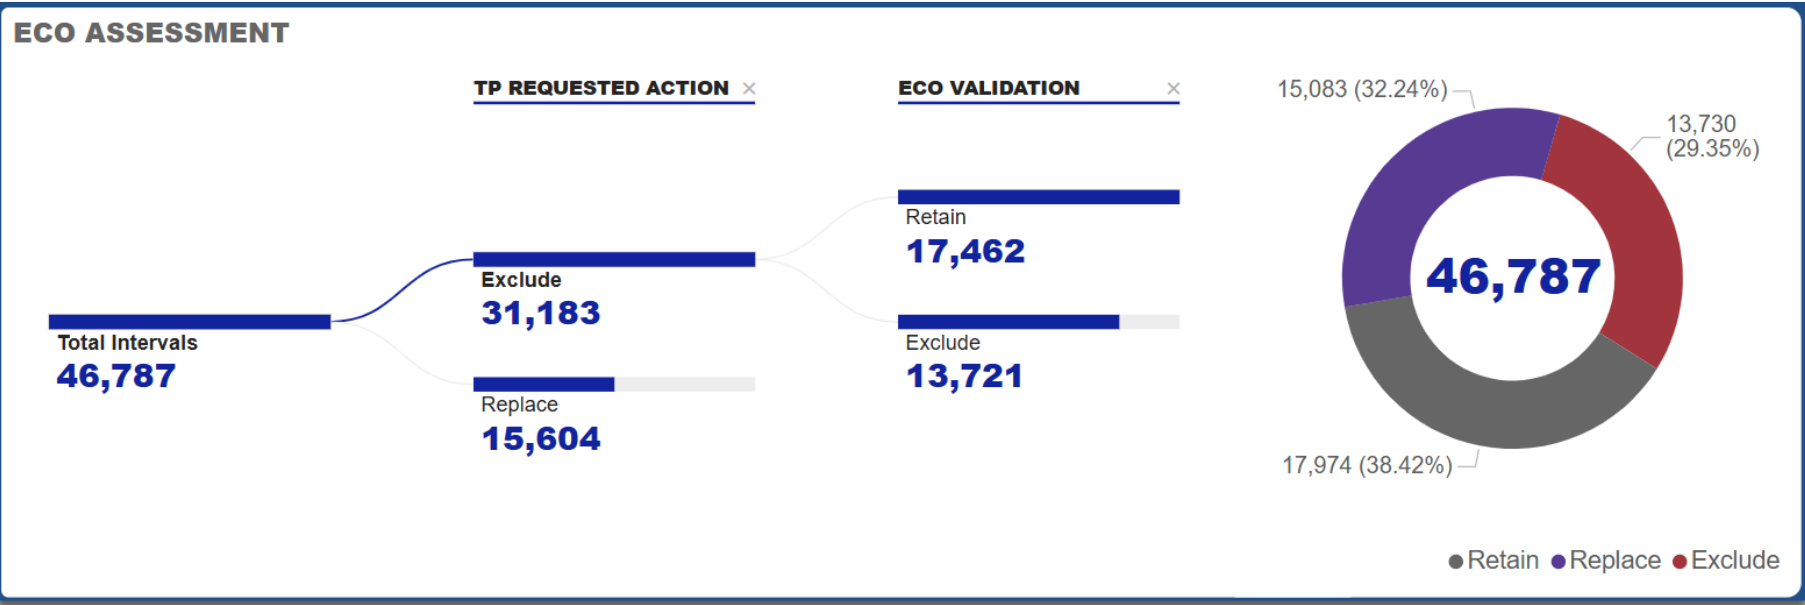 ECO ASSESSMENT
TP REQUESTED ACTION ×
ECO VALIDATION ×
Total Intervals
46,787
Exclude
31,183
Replace
15,604
Retain
17,462
Exclude
13,721
15,083 (32.24%)
13,730
(29.35%)
46,787
17,974 (38.42%)
Retain Replace Exclude